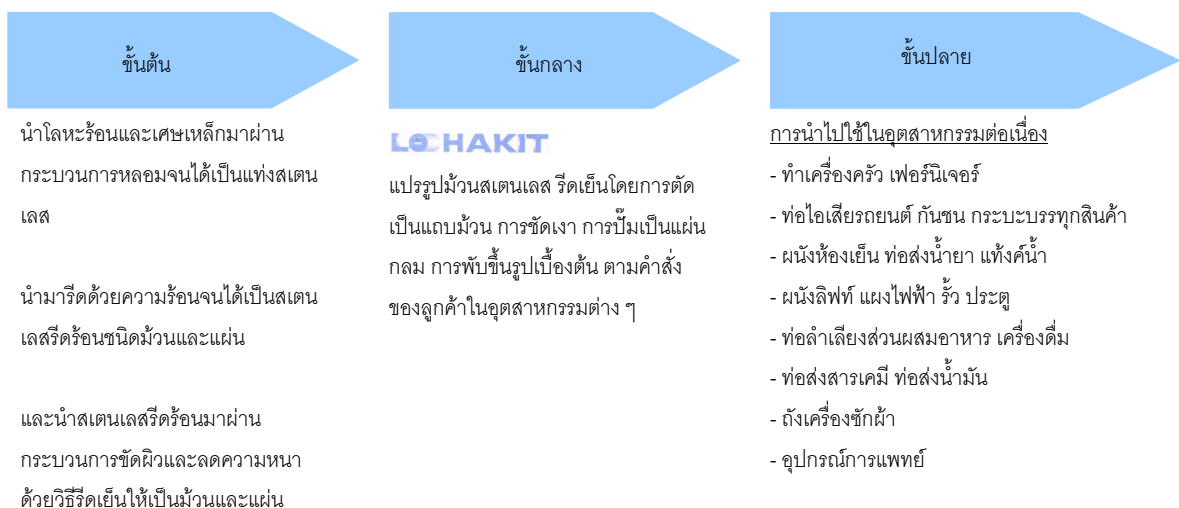 ขั้นต้น
นำโลหะร้อนและเศษเหล็กมาผ่าน
กระบวนการหลอมจนได้เป็นแท่งสเตน
เลส
นำมารีดด้วยความร้อนจนได้เป็นสเตน
เลสรีดร้อนชนิดม้วนและแผ่น
และนำสเตนเลสรีดร้อนมาผ่าน
กระบวนการขัดผิวและลดความหนา
ด้วยวิธีรีดเย็นให้เป็นม้วนและแผ่น
ขั้นกลาง
LOHAKIT
แปรรูปม้วนสเตนเลส รีดเย็นโดยการตัด
เป็นแถบม้วน การขัดเงา การปั๊มเป็นแผ่น
กลม การพับขึ้นรูปเบื้องต้น ตามคำสั่ง
ของลูกค้าในอุตสาหกรรมต่าง ๆ
ขั้นปลาย
การนำไปใช้ในอุตสาหกรรมต่อเนื่อง
- ทำเครื่องครัว เฟอร์นิเจอร์
- ท่อไอเสียรถยนต์ กันชน กระบะบรรทุกสินค้า
- ผนังห้องเย็น ท่อส่งน้ำยา แท้งค์น้ำ
- ผนังลิฟท์ แผงไฟฟ้า รั้ว ประตู
- ท่อลำเลียงส่วนผสมอาหาร เครื่องดื่ม
- ท่อส่งสารเคมี ท่อส่งน้ำมัน
- ถังเครื่องซักผ้า
- อุปกรณ์การแพทย์